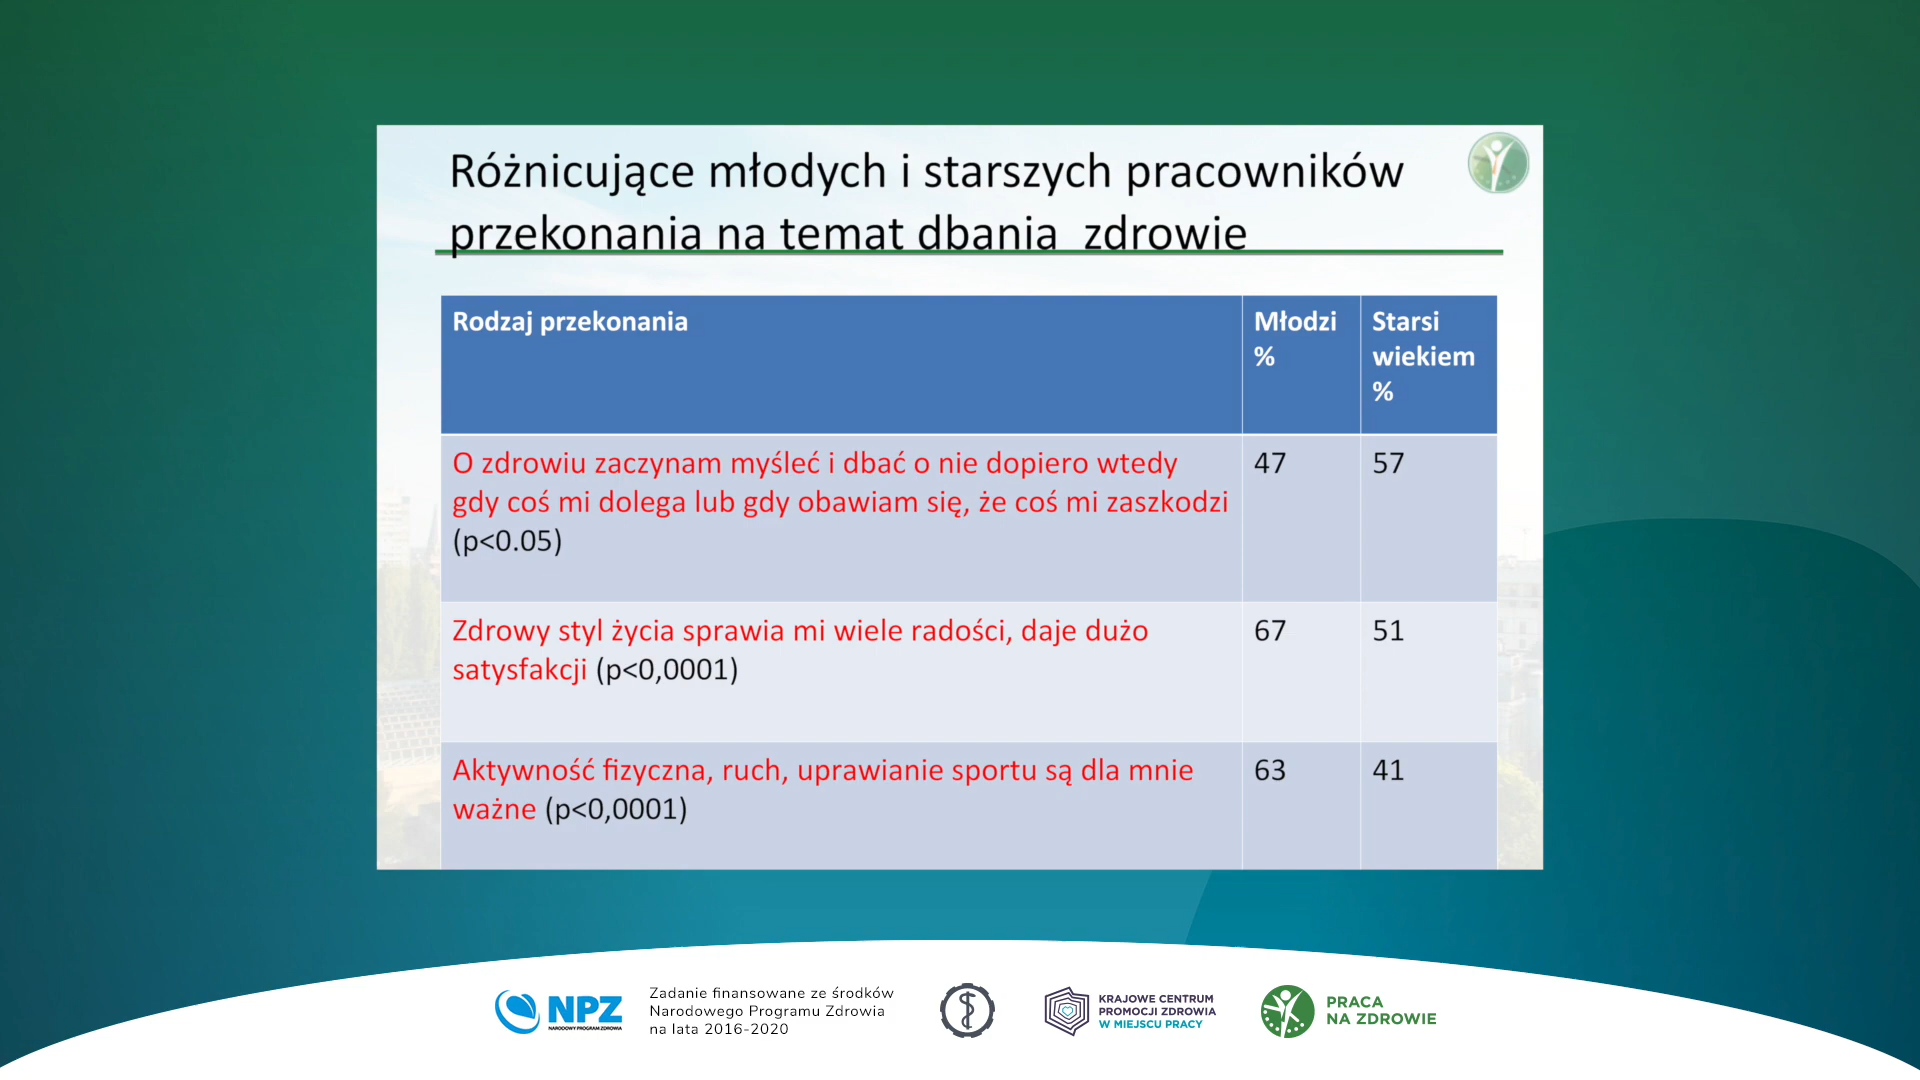 Różnicujące młodych i starszych pracowników
przekonania na temat dbania  zdrowie
Rodzaj przekonania
Młodzi
%
Starsi
wiekiem
%
O zdrowiu zaczynam myśleć i dbać o nie dopiero wtedy
gdy coś mi dolega lub gdy obawiam się, że coś mi zaszkodzi
(p<0.05)
47
57
Zdrowy styl życia sprawia mi wiele radości, daje dużo
satysfakcji (p<0,0001)
67
51
Aktywność fizyczna, ruch, uprawianie sportu są dla mnie
ważne (p<0,0001)
63
41
NPZ
NARODOWY PROGRAM ZDROWIA
Zadanie finansowane ze środków
Narodowego Programu Zdrowia
na lata 2016-2020
KRAJOWE CENTRUM
PROMOCJI ZDROWIA
W MIEJSCU PRACY
PRACA
NA ZDROWIE